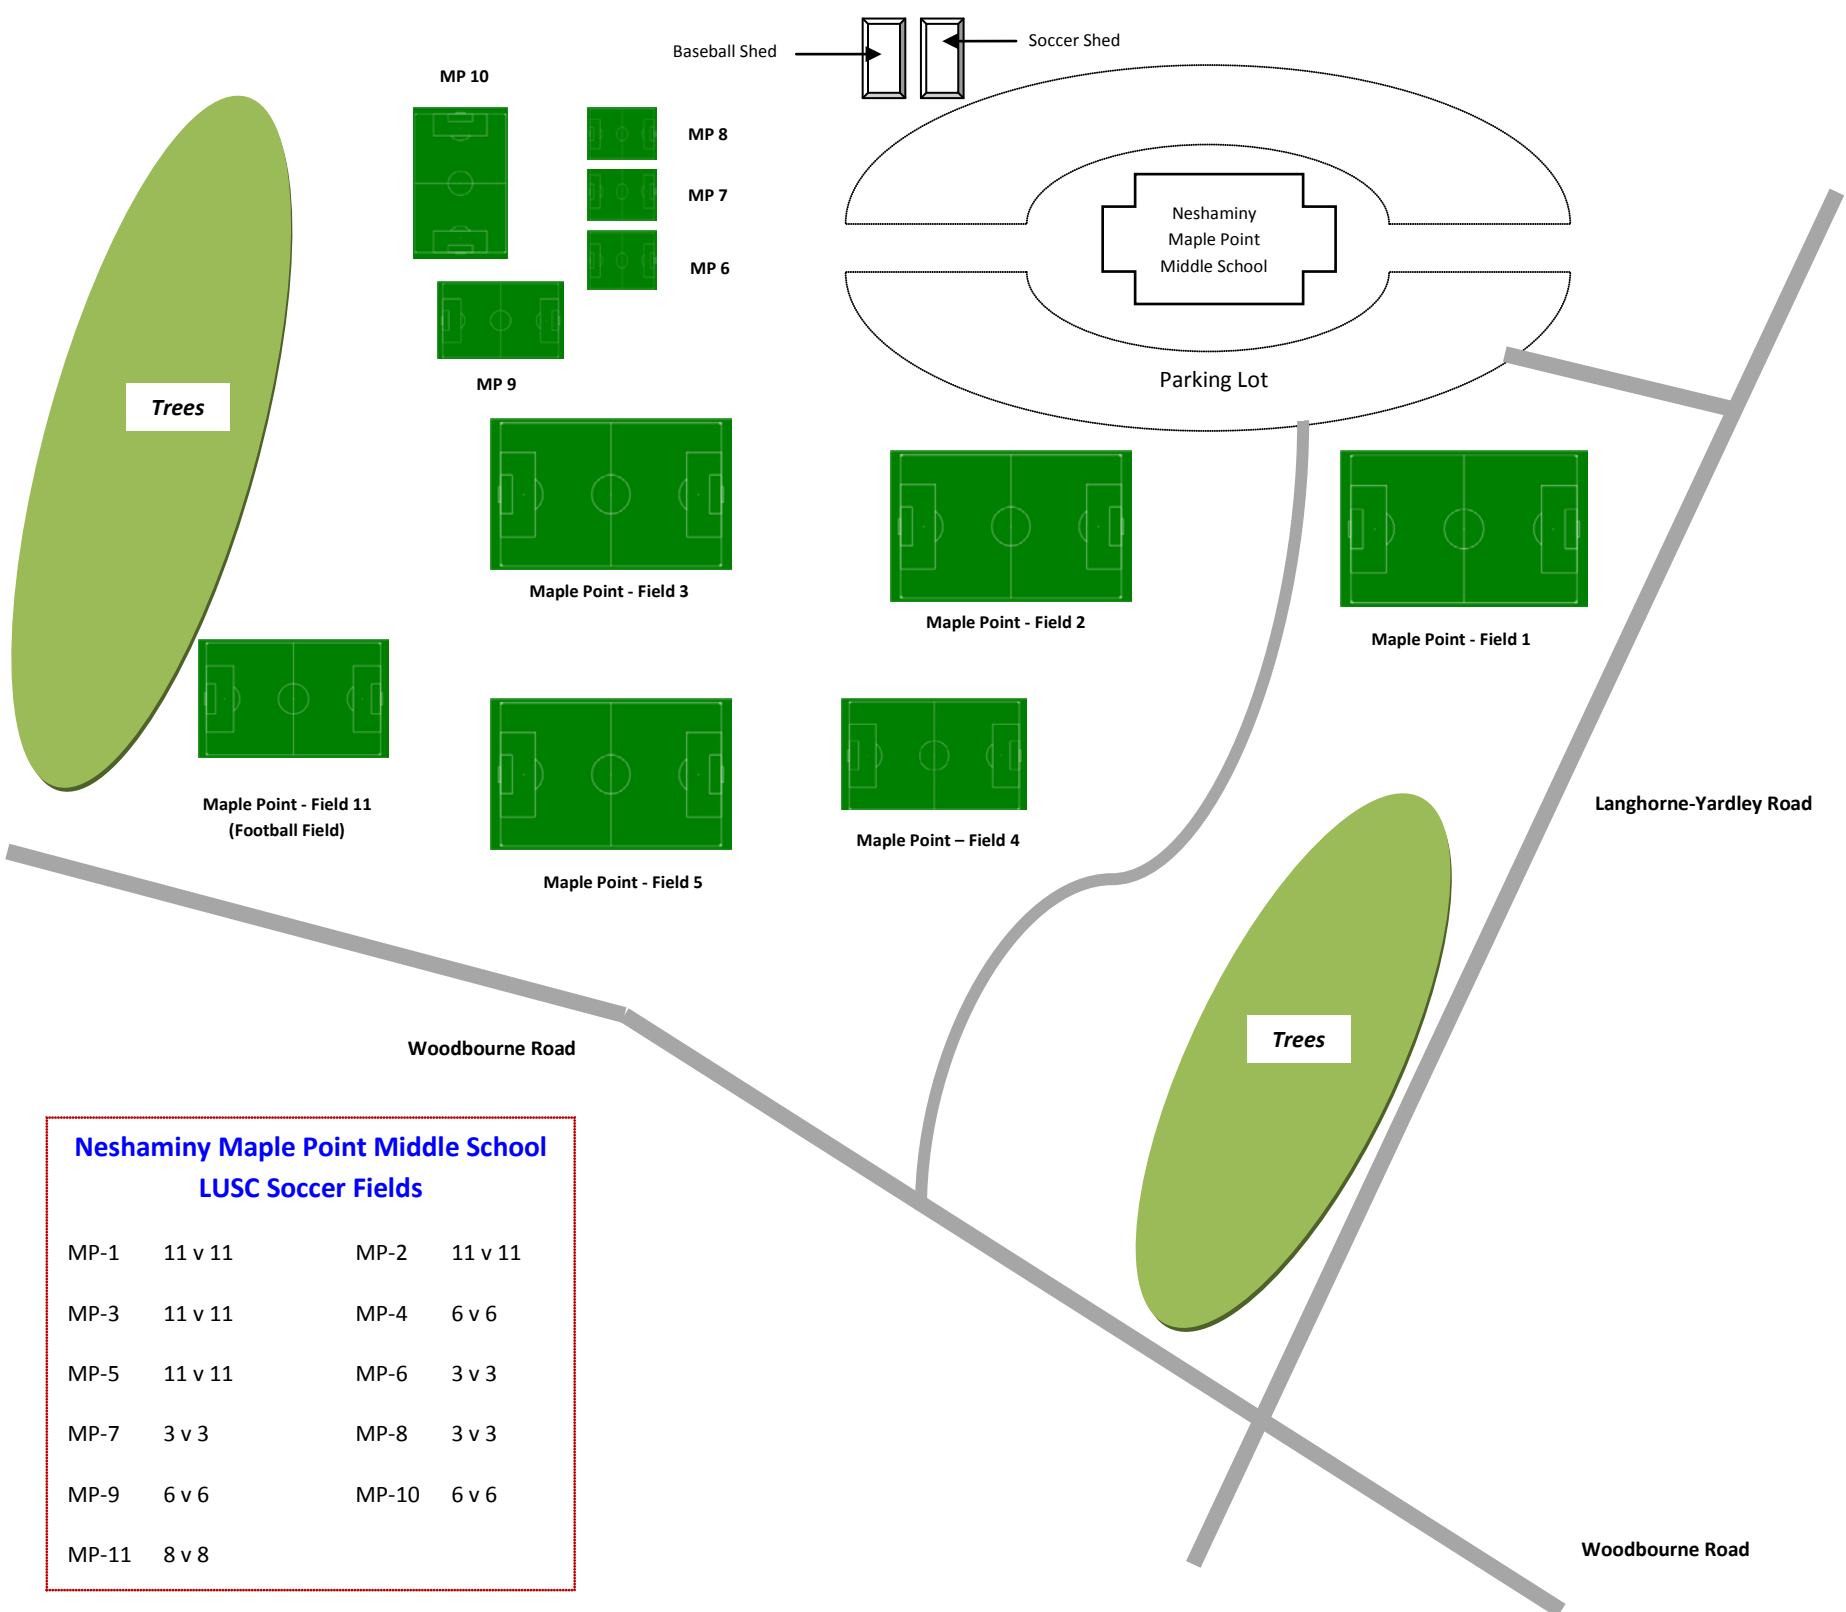 Baseball Shed
Soccer Shed
MP 10
MP 8
MP 7
MP 6
MP 9
Neshaminy
Maple Point
Middle School
Parking Lot
Trees
Maple Point - Field 3
Maple Point - Field 2
Maple Point - Field 1
Maple Point - Field 11
(Football Field)
Maple Point - Field 5
Maple Point – Field 4
Langhorne-Yardley Road
Trees
Woodbourne Road
Neshaminy Maple Point Middle School
LUSC Soccer Fields
MP-1 11 v 11 MP-2 11 v 11
MP-3 11 v 11 MP-4 6 v 6
MP-5 11 v 11 MP-6 3 v 3
MP-7 3 v 3 MP-8 3 v 3
MP-9 6 v 6 MP-10 6 v 6
MP-11 8 v 8
Woodbourne Road